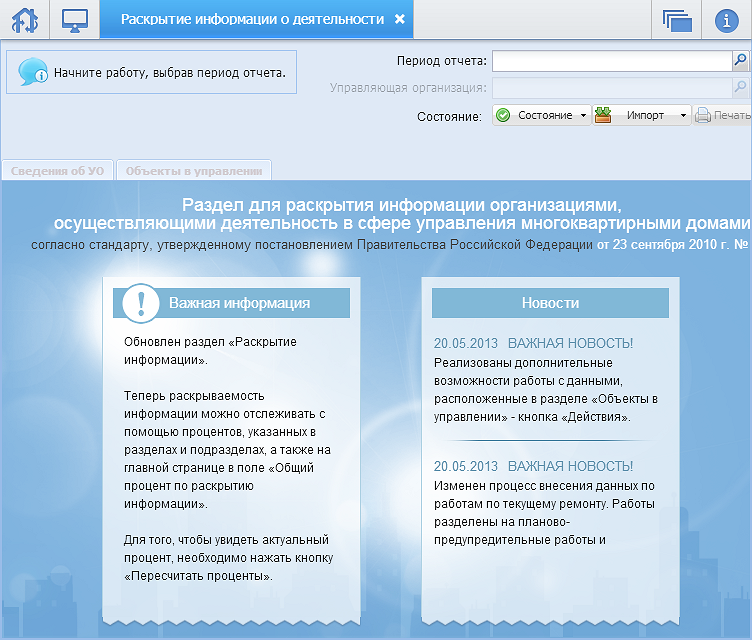 Раскрытие информации о деятельности
Начните работу, выбрав период отчета.
Период отчета:
Управляющая организация:
Состояние: Состояние Импорт Печать
Сведения об УО Объекты в управлении
Раздел для раскрытия информации организациями,
осуществляющими деятельность в сфере управления многоквартирными домами
согласно стандарту, утвержденному постановлением Правительства Российской Федерации от 23 сентября 2010 г. №
Важная информация
Обновлен раздел «Раскрытие
информации».
Теперь раскрываемость
информации можно отслеживать с
помощью процентов, указанных в
разделах и подразделах, а также на
главной странице в поле «Общий
процент по раскрытию
информации».
Для того, чтобы увидеть актуальный
процент, необходимо нажать кнопку
«Пересчитать проценты».
Новости
20.05.2013 ВАЖНАЯ НОВОСТЬ!
Реализованы дополнительные
возможности работы с данными,
расположенные в разделе «Объекты в
управлении» - кнопка «Действия».
20.05.2013 ВАЖНАЯ НОВОСТЬ!
Изменен процесс внесения данных по
работам по текущему ремонту. Работы
разделены на планово-
предупредительные работы и